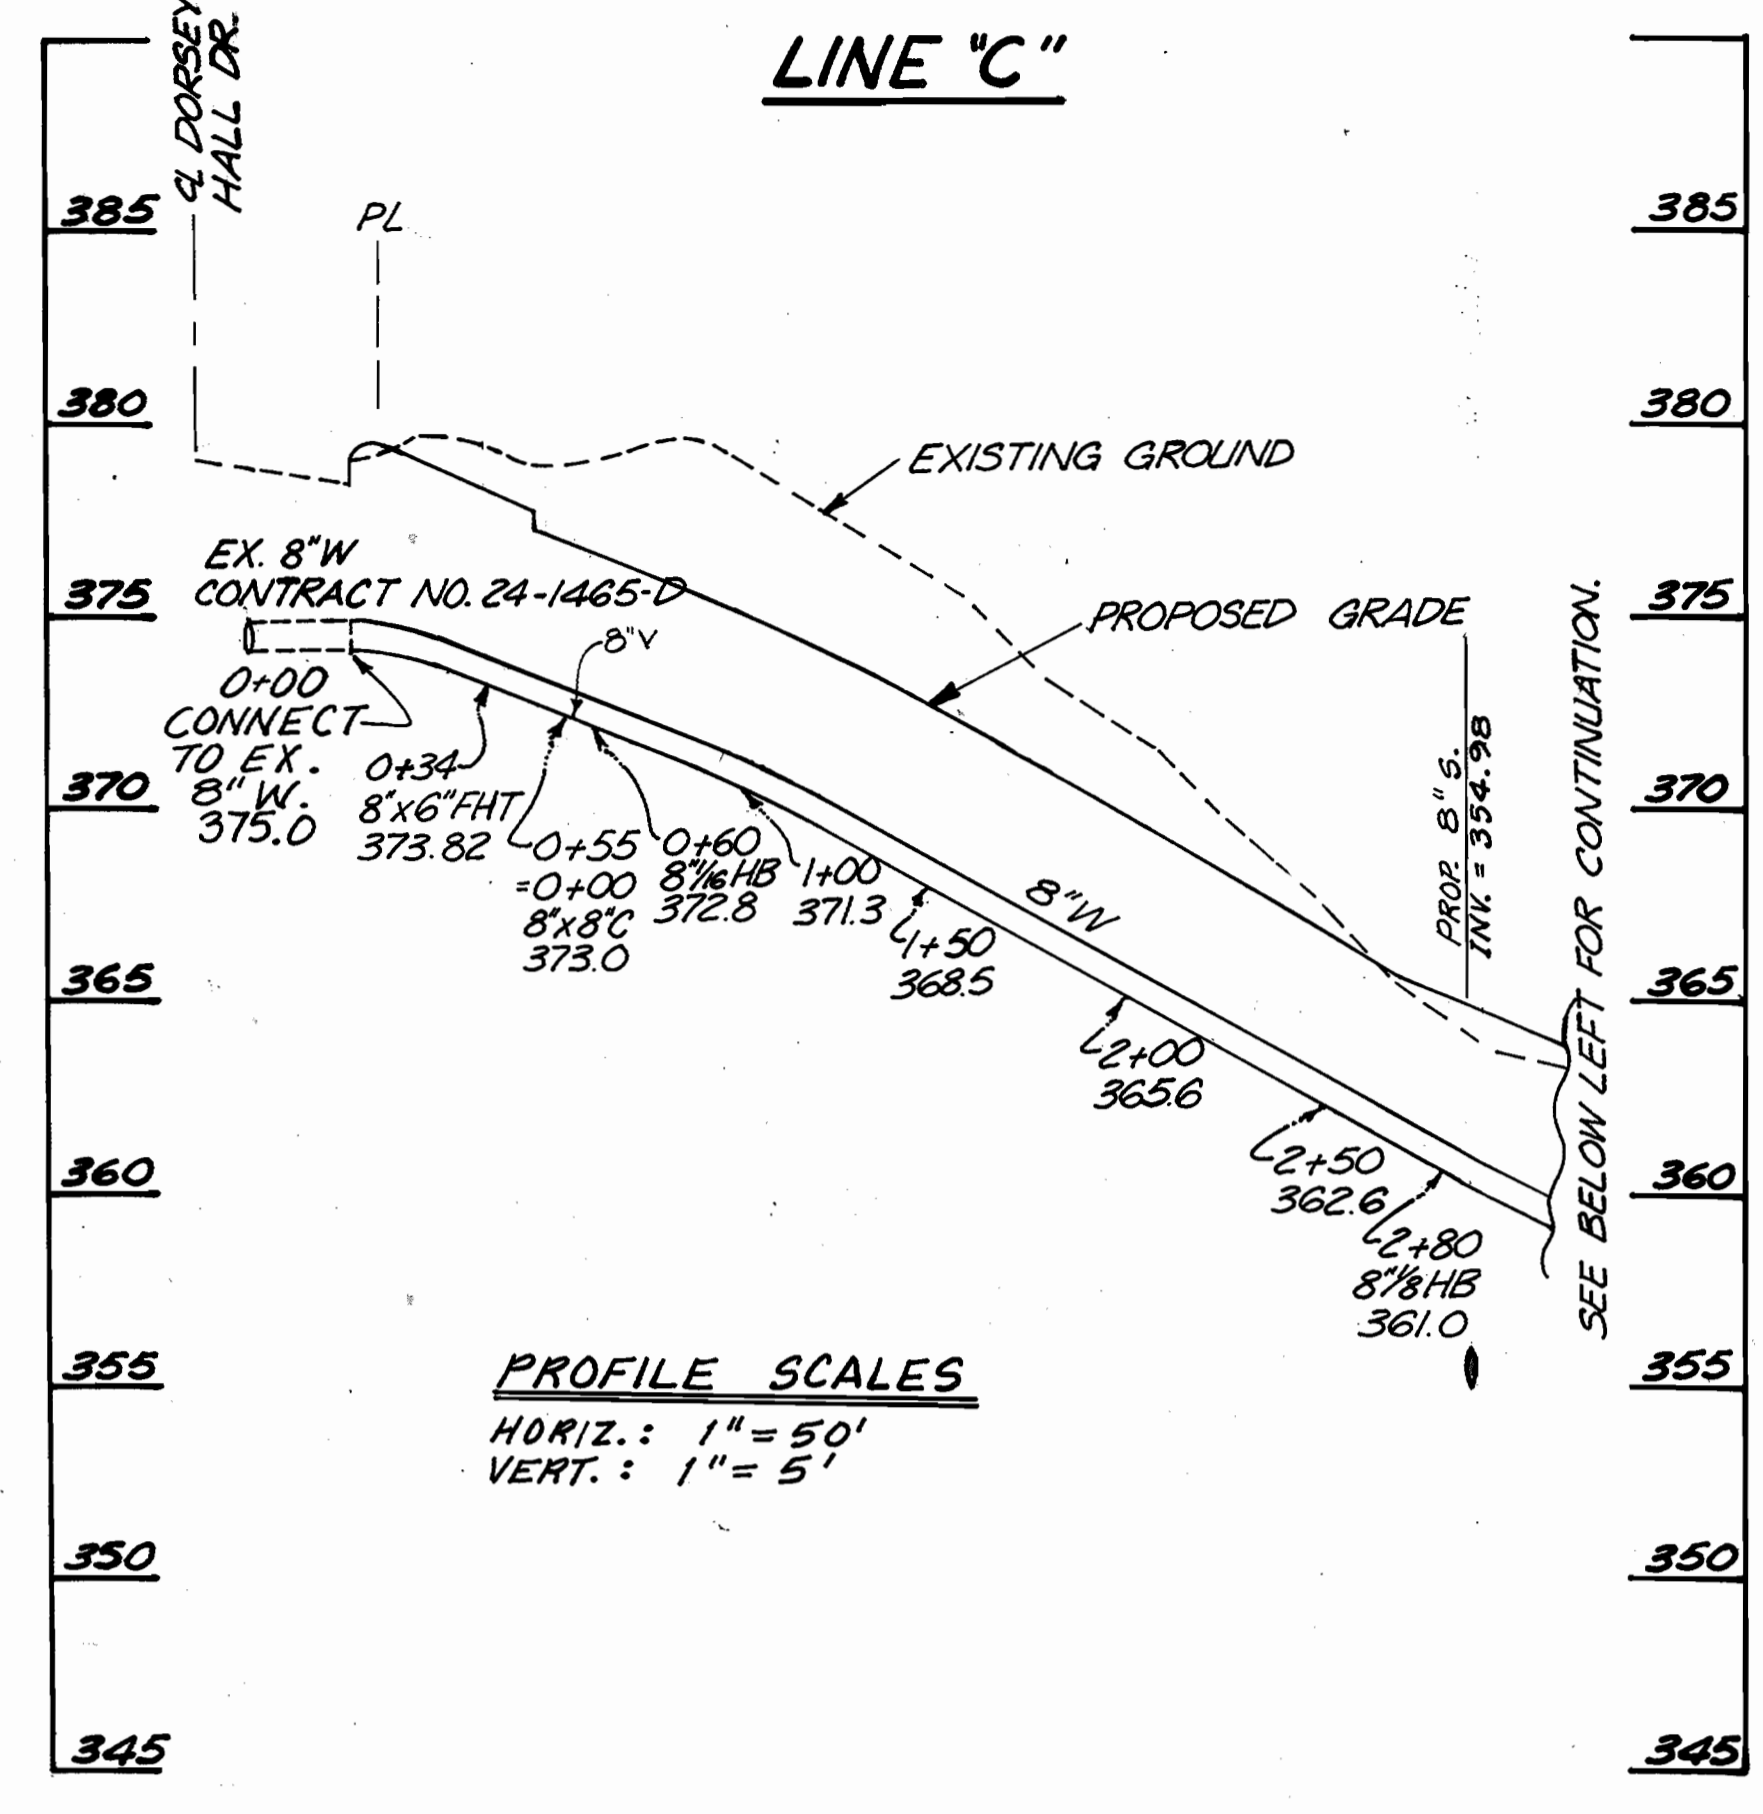 LINE "C"
℄ DORSEY
HALL DR.
PL
385
380
375
370
365
360
355
350
345
385
380
375
370
365
360
355
350
345
EXISTING GROUND
PROPOSED GRADE
EX. 8"W
CONTRACT NO. 24-1465-D
8"V
0+00
CONNECT
TO EX.
8" W.
375.0
0+34
8"x6"FHT
373.82
0+55
=0+00
8"x8"C
373.0
0+60
8"1/16 HB
372.8
1+00
371.3
1+50
368.5
8"W
2+00
365.6
2+50
362.6
2+80
8"1/8 HB
361.0
PROP. 8" S.
INV. = 354.98
SEE BELOW LEFT FOR CONTINUATION.
PROFILE SCALES
HORIZ.: 1" = 50'
VERT.: 1" = 5'